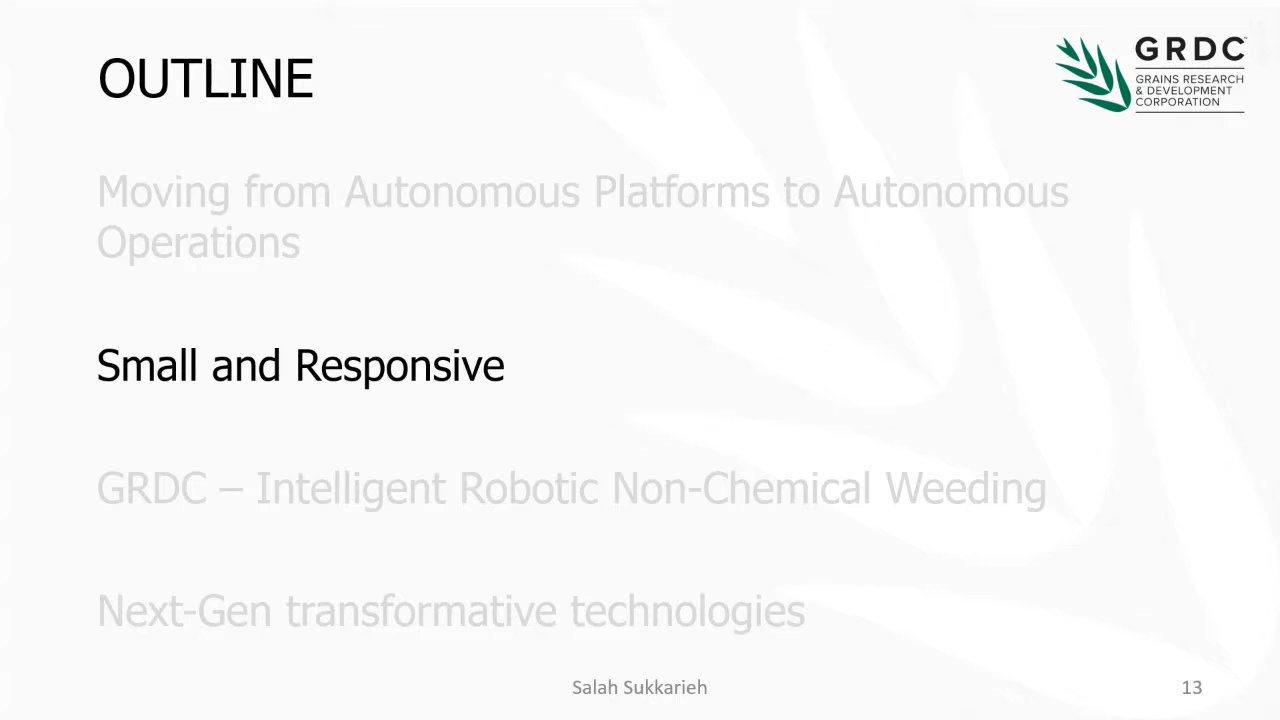 OUTLINE
GRDC™
GRAINS RESEARCH
& DEVELOPMENT
CORPORATION
Moving from Autonomous Platforms to Autonomous
Operations
Small and Responsive
GRDC – Intelligent Robotic Non-Chemical Weeding
Next-Gen transformative technologies
Salah Sukkarieh
13